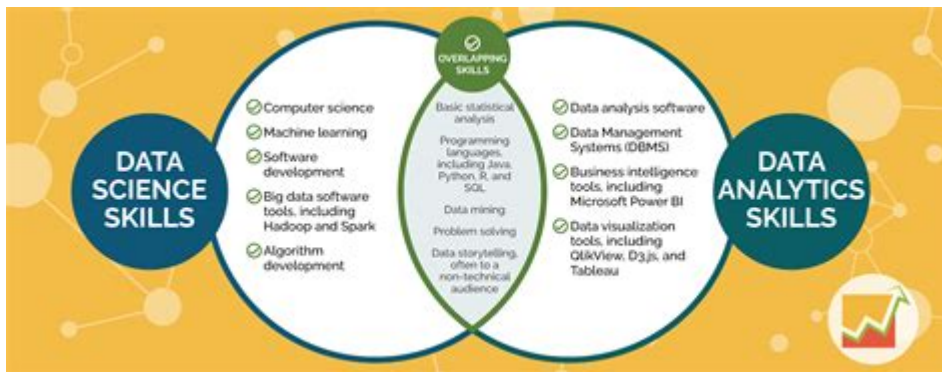 DATA
SCIENCE
SKILLS
Computer science
Machine learning
Software
development
Big data software
tools, including
Hadoop and Spark
Algorithm
development
OVERLAPPING
SKILLS
Basic statistical
analysis
Programming
languages,
including Java,
Python, R, and
SQL
Data mining
Problem solving
Data storytelling,
often to a
non-technical
audience
Data analysis software
Data Management
Systems (DBMS)
Business intelligence
tools, including
Microsoft Power BI
Data visualization
tools, including
QlikView, D3.js, and
Tableau
DATA
ANALYTICS
SKILLS